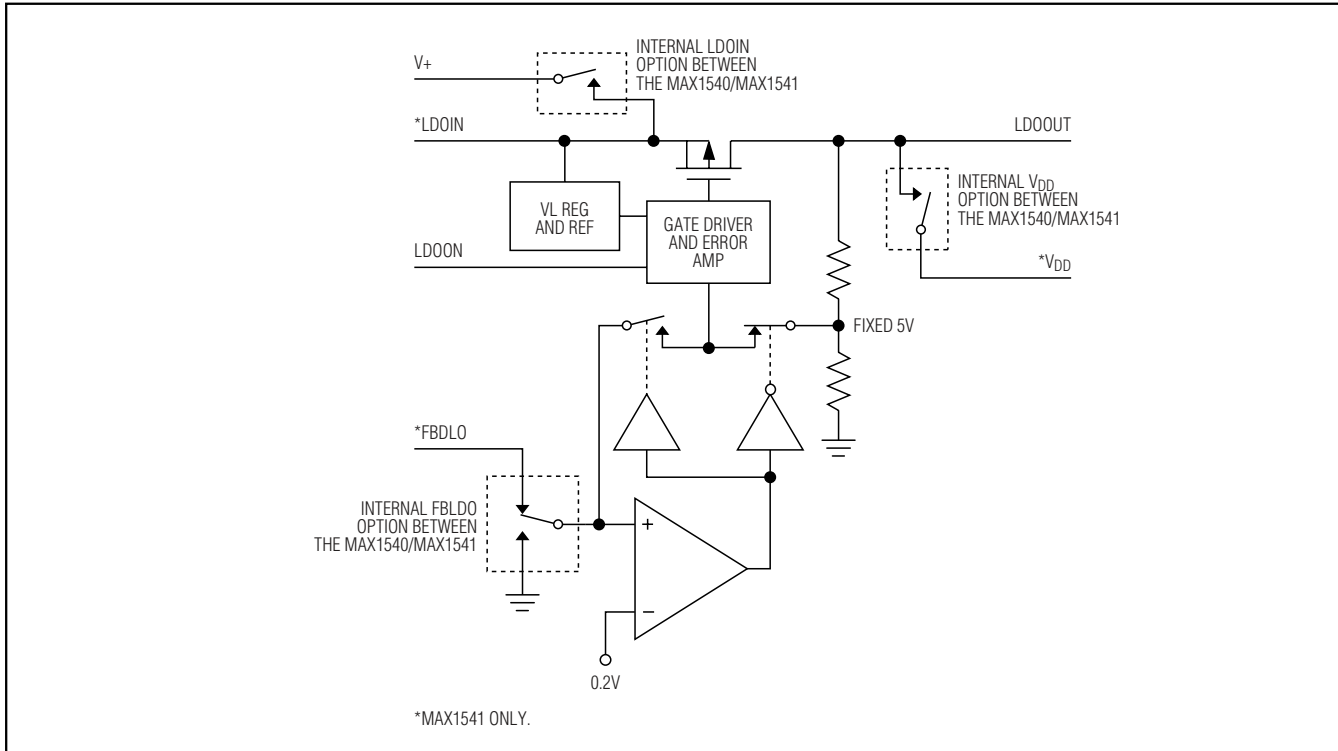 V+
INTERNAL LDOIN
OPTION BETWEEN
THE MAX1540/MAX1541
*LDOIN
LDOOUT
VL REG
AND REF
GATE DRIVER
AND ERROR
AMP
INTERNAL VDD
OPTION BETWEEN
THE MAX1540/MAX1541
LDOON
*VDD
FIXED 5V
*FBDLO
INTERNAL FBLDO
OPTION BETWEEN
THE MAX1540/MAX1541
+
−
0.2V
*MAX1541 ONLY.